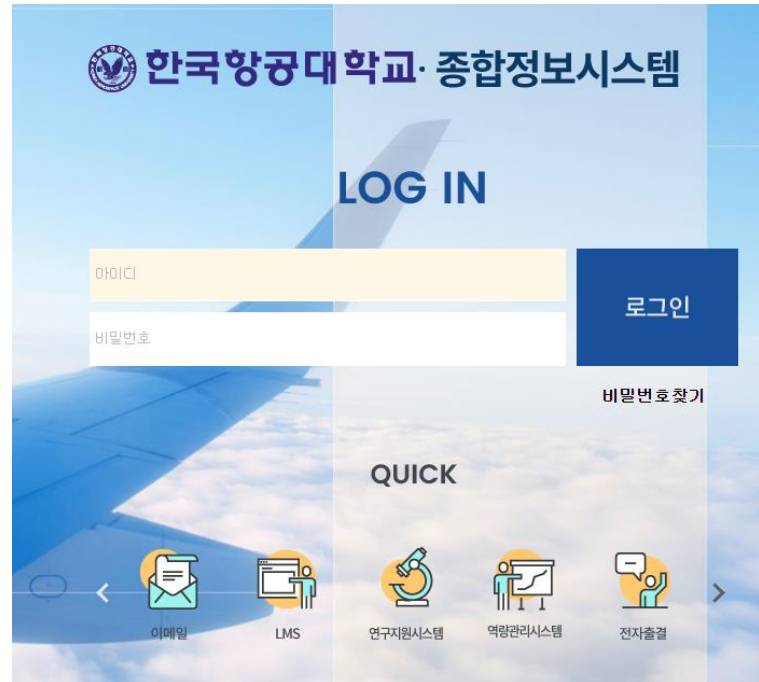 한국항공대학교· 종합정보시스템
LOG IN
아이디
로그인
비밀번호
비밀번호찾기
QUICK
이메일 LMS 연구지원시스템 역량관리시스템 전자출결